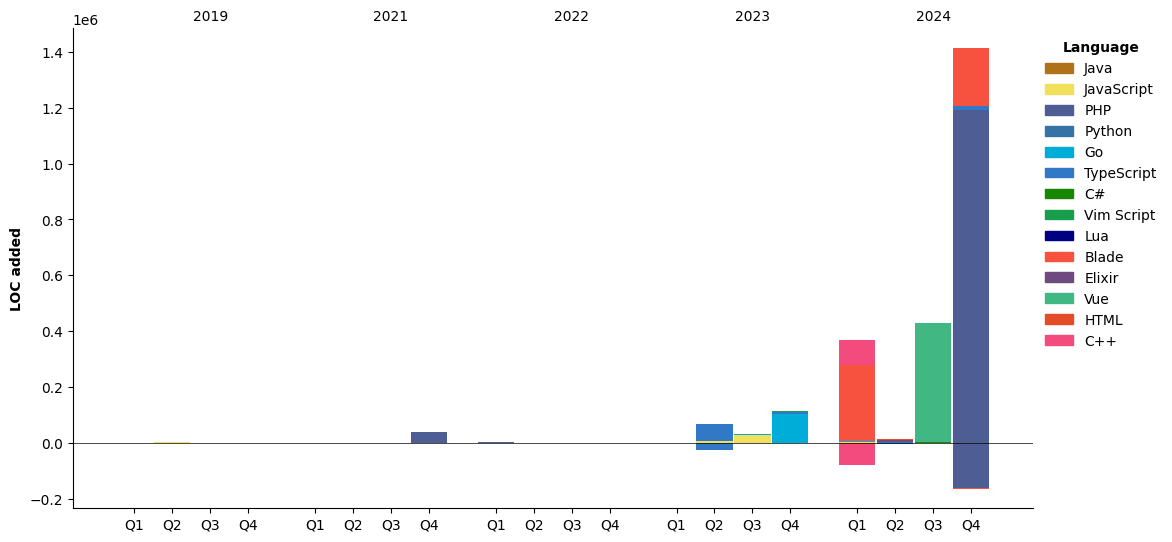 2019 2021 2022 2023 2024
1e6
1.4
1.2
1.0
0.8
0.6
0.4
0.2
0.0
−0.2
LOC added
Q1 Q2 Q3 Q4 Q1 Q2 Q3 Q4 Q1 Q2 Q3 Q4 Q1 Q2 Q3 Q4 Q1 Q2 Q3 Q4
Language
Java
JavaScript
PHP
Python
Go
TypeScript
C#
Vim Script
Lua
Blade
Elixir
Vue
HTML
C++